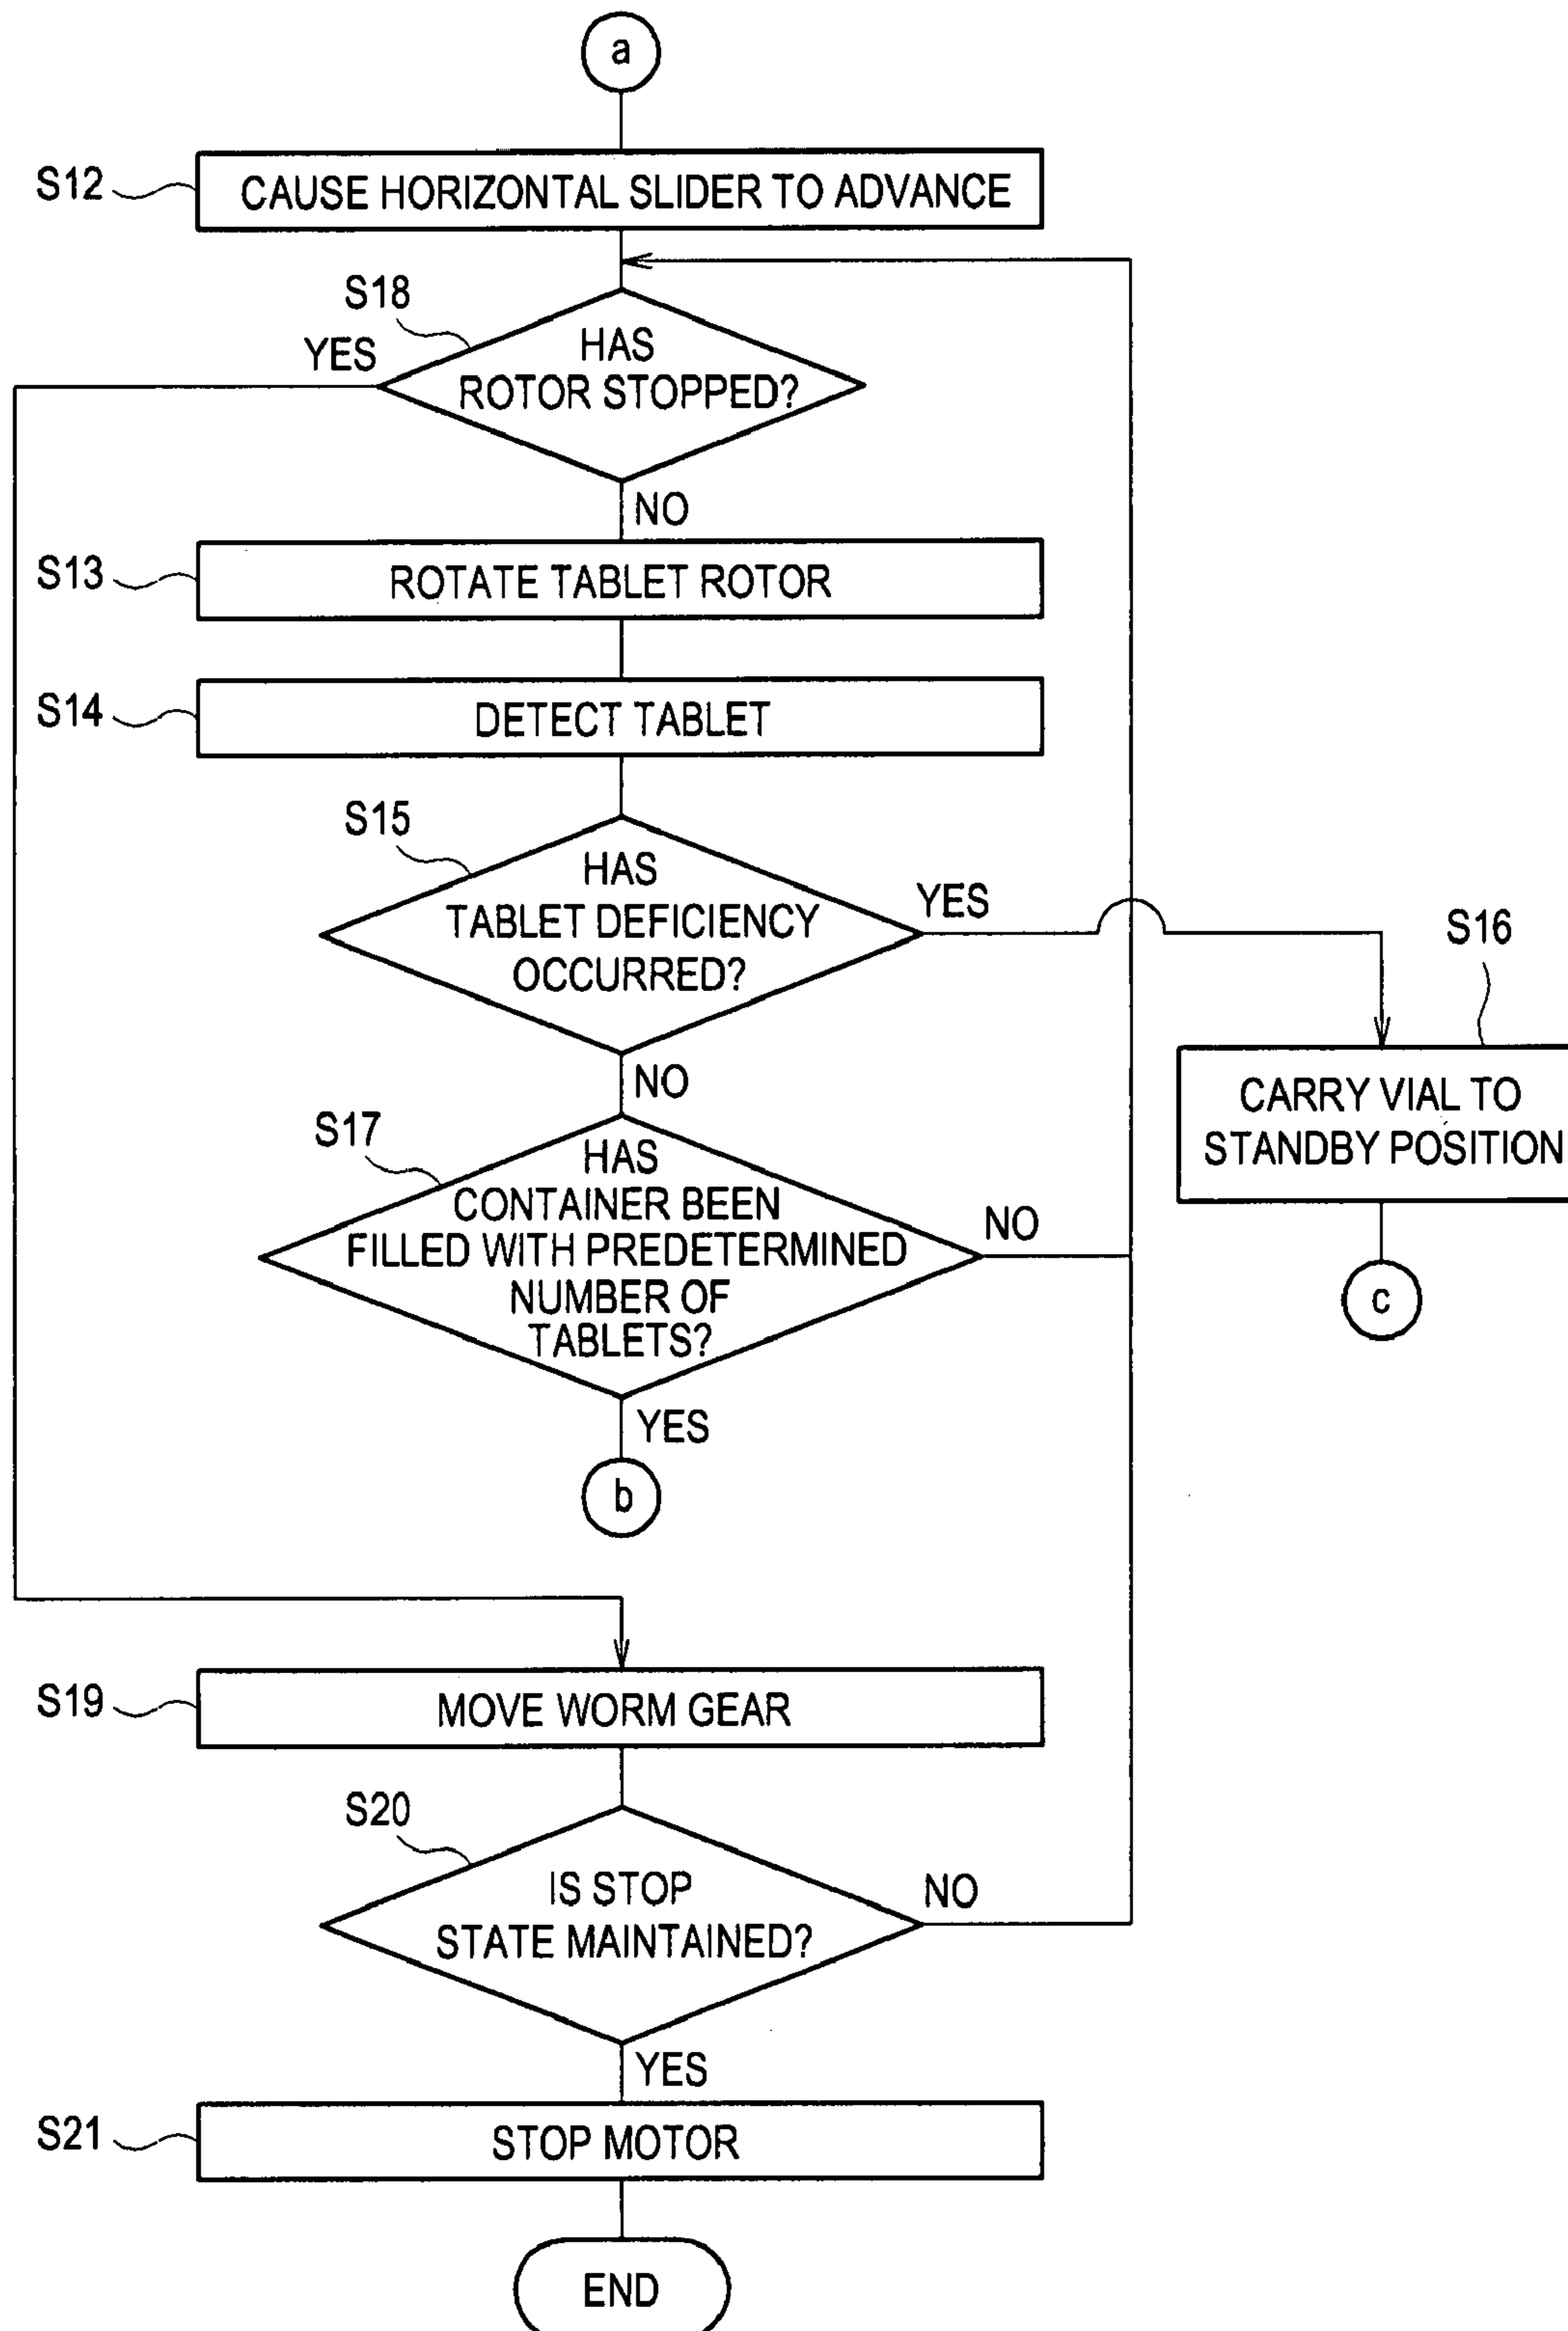 a
S12
CAUSE HORIZONTAL SLIDER TO ADVANCE
S18
YES
HAS
ROTOR STOPPED?
NO
S13
ROTATE TABLET ROTOR
S14
DETECT TABLET
S15
HAS
TABLET DEFICIENCY
OCCURRED?
YES
S16
CARRY VIAL TO
STANDBY POSITION
c
NO
S17
HAS
CONTAINER BEEN
FILLED WITH PREDETERMINED
NUMBER OF
TABLETS?
NO
YES
b
S19
MOVE WORM GEAR
S20
IS STOP
STATE MAINTAINED?
NO
YES
S21
STOP MOTOR
END